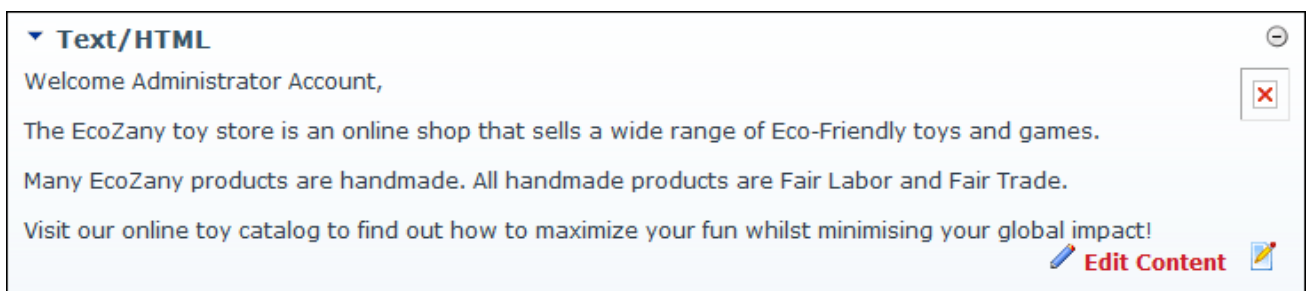 Text/HTML
Welcome Administrator Account,
The EcoZany toy store is an online shop that sells a wide range of Eco-Friendly toys and games.
Many EcoZany products are handmade. All handmade products are Fair Labor and Fair Trade.
Visit our online toy catalog to find out how to maximize your fun whilst minimising your global impact!
Edit Content